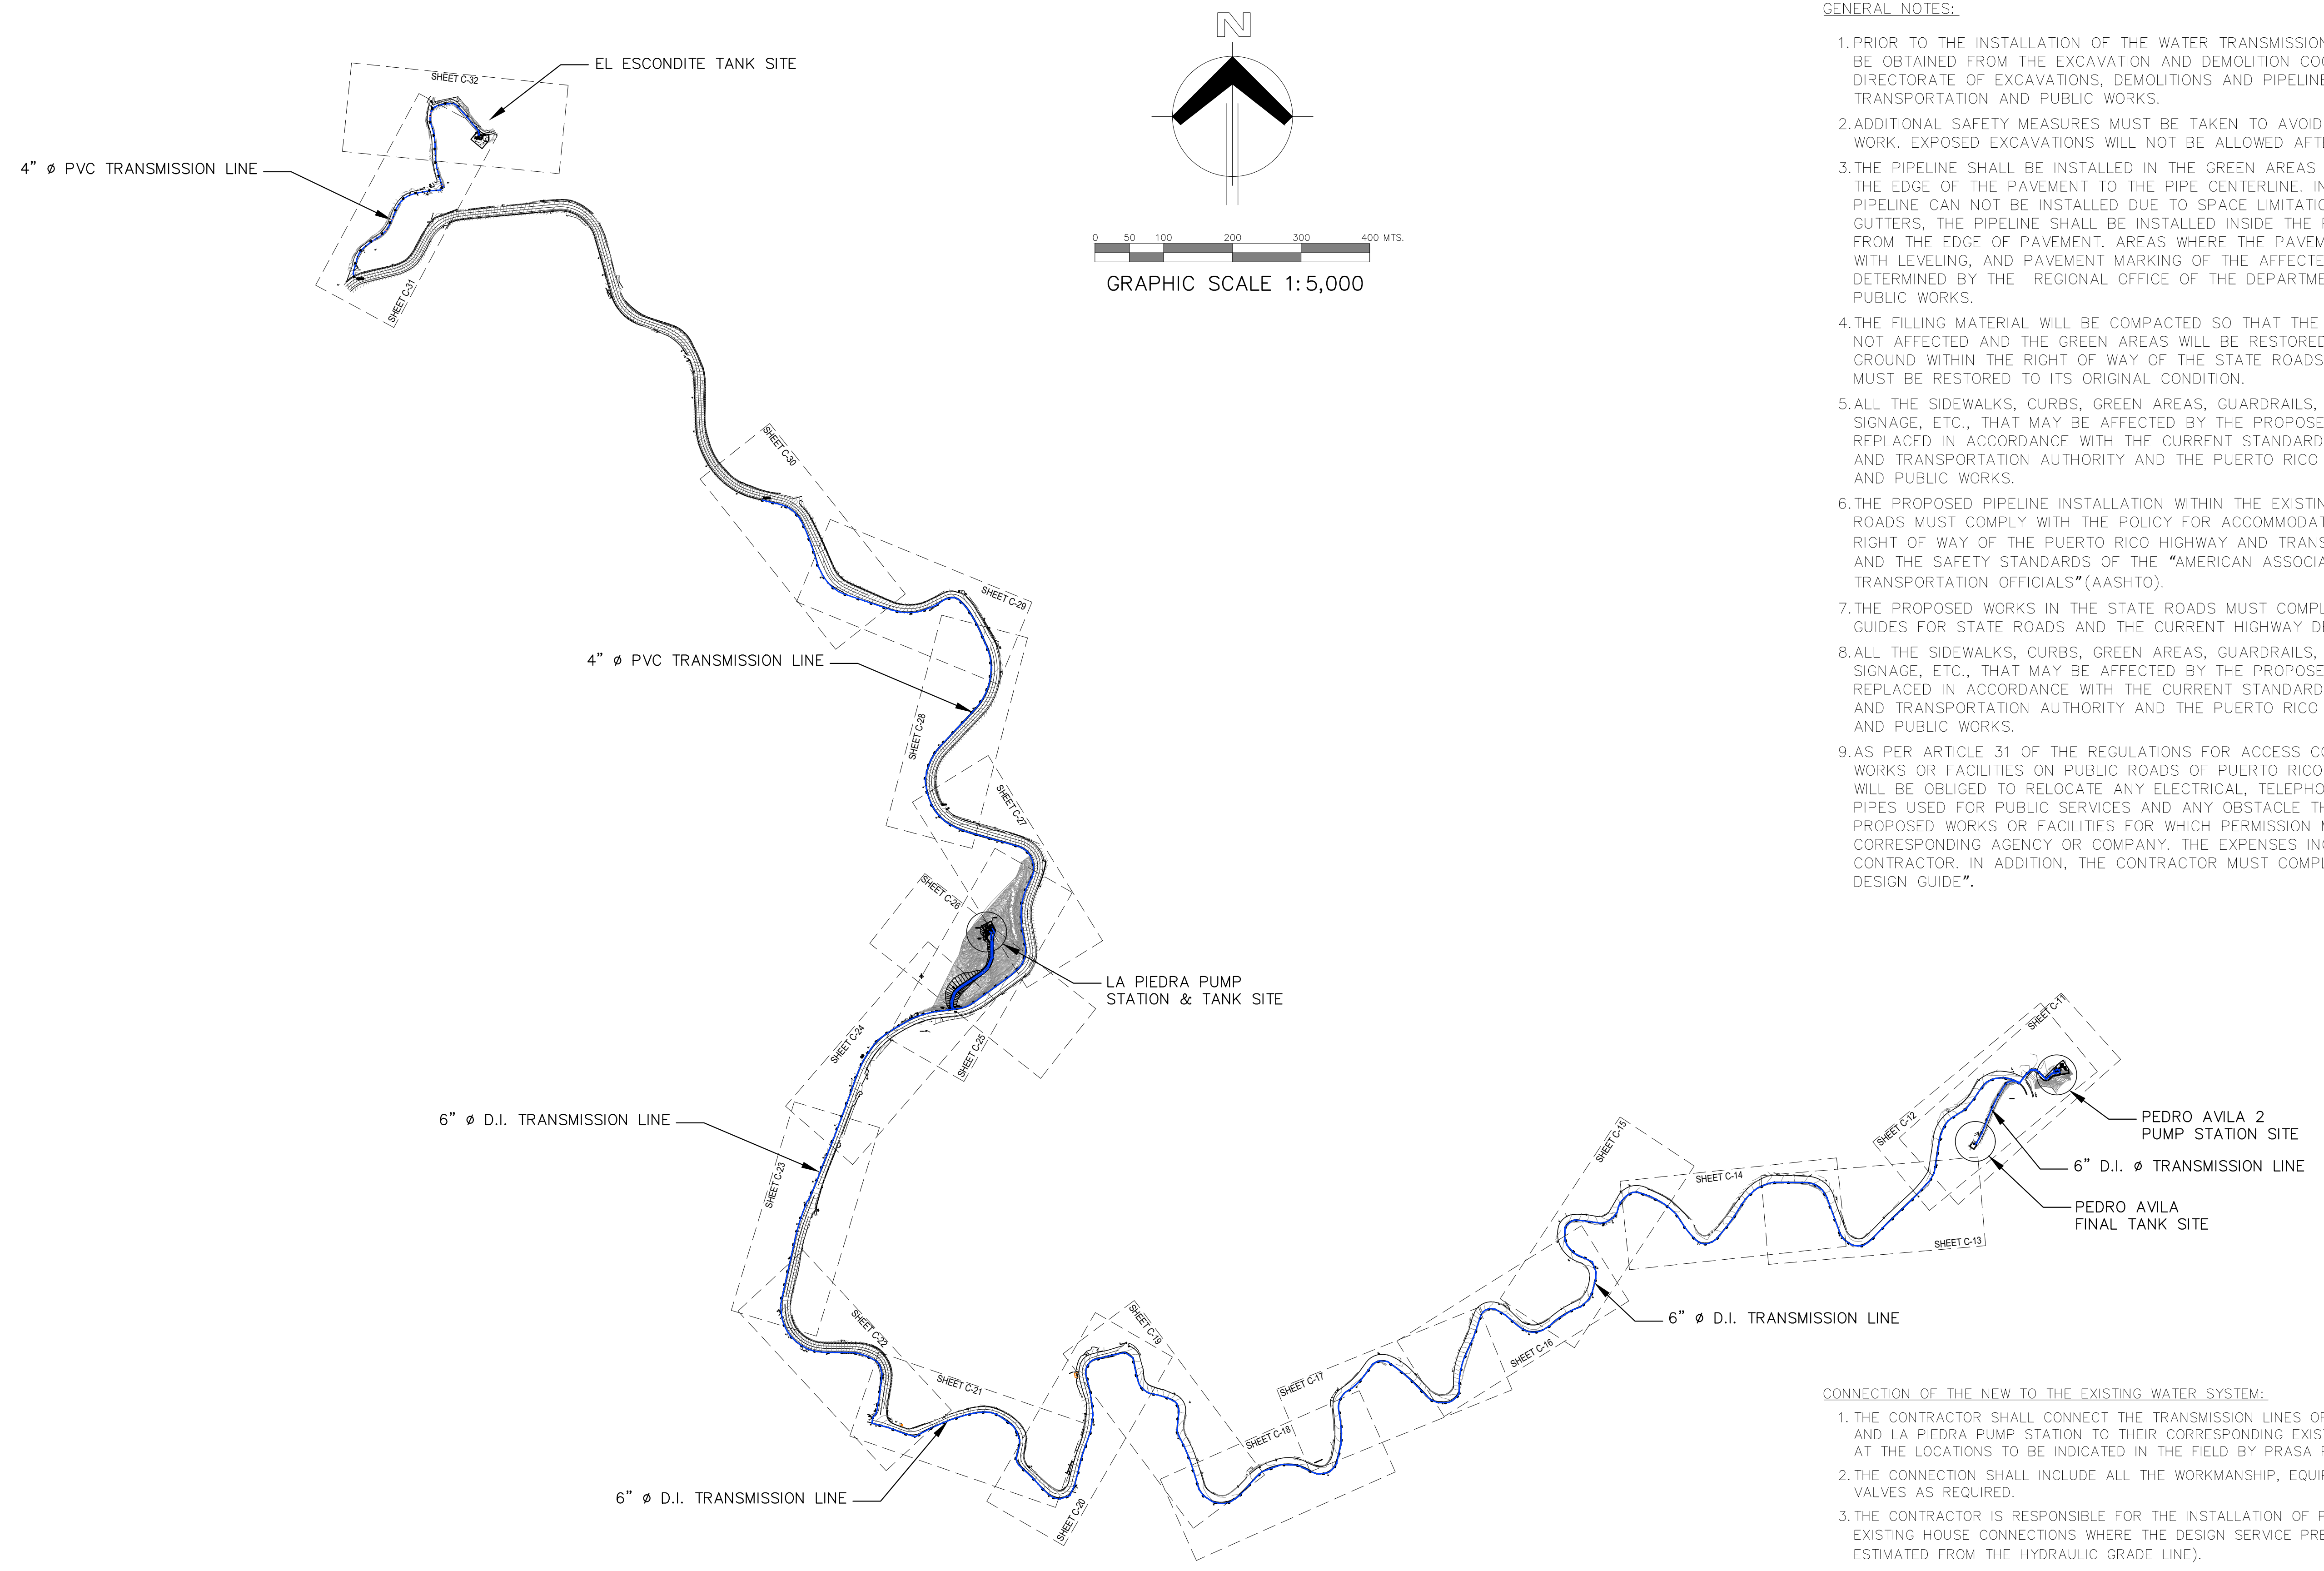 GENERAL NOTES:
1. PRIOR TO THE INSTALLATION OF THE WATER TRANSMISSION
BE OBTAINED FROM THE EXCAVATION AND DEMOLITION
DIRECTORATE OF EXCAVATIONS, DEMOLITIONS AND PIPELINE
TRANSPORTATION AND PUBLIC WORKS.
2. ADDITIONAL SAFETY MEASURES MUST BE TAKEN TO AVOID
WORK. EXPOSED EXCAVATIONS WILL NOT BE ALLOWED
3. THE PIPELINE SHALL BE INSTALLED IN THE GREEN AREAS
THE EDGE OF THE PAVEMENT TO THE PIPE CENTERLINE. IN
PIPELINE CAN NOT BE INSTALLED DUE TO SPACE
GUTTERS, THE PIPELINE SHALL BE INSTALLED INSIDE THE
FROM THE EDGE OF PAVEMENT. AREAS WHERE THE
WITH LEVELING, AND PAVEMENT MARKING OF THE
DETERMINED BY THE REGIONAL OFFICE OF THE
PUBLIC WORKS.
4. THE FILLING MATERIAL WILL BE COMPACTED SO THAT THE
NOT AFFECTED AND THE GREEN AREAS WILL BE RESTORED
GROUND WITHIN THE RIGHT OF WAY OF THE STATE ROADS
MUST BE RESTORED TO ITS ORIGINAL CONDITION.
5. ALL THE SIDEWALKS, CURBS, GREEN AREAS, GUARDRAILS,
SIGNAGE, ETC., THAT MAY BE AFFECTED BY THE
REPLACED IN ACCORDANCE WITH THE CURRENT STANDARD
AND TRANSPORTATION AUTHORITY AND THE PUERTO RICO
AND PUBLIC WORKS.
6. THE PROPOSED PIPELINE INSTALLATION WITHIN THE
ROADS MUST COMPLY WITH THE POLICY FOR
RIGHT OF WAY OF THE PUERTO RICO HIGHWAY AND
AND THE SAFETY STANDARDS OF THE "AMERICAN
TRANSPORTATION OFFICIALS"(AASHTO).
7. THE PROPOSED WORKS IN THE STATE ROADS MUST
GUIDES FOR STATE ROADS AND THE CURRENT HIGHWAY
8. ALL THE SIDEWALKS, CURBS, GREEN AREAS, GUARDRAILS,
SIGNAGE, ETC., THAT MAY BE AFFECTED BY THE
REPLACED IN ACCORDANCE WITH THE CURRENT STANDARD
AND TRANSPORTATION AUTHORITY AND THE PUERTO RICO
AND PUBLIC WORKS.
9. AS PER ARTICLE 31 OF THE REGULATIONS FOR ACCESS
WORKS OR FACILITIES ON PUBLIC ROADS OF PUERTO RICO
WILL BE OBLIGED TO RELOCATE ANY ELECTRICAL,
PIPES USED FOR PUBLIC SERVICES AND ANY OBSTACLE
PROPOSED WORKS OR FACILITIES FOR WHICH PERMISSION
CORRESPONDING AGENCY OR COMPANY. THE EXPENSES
CONTRACTOR. IN ADDITION, THE CONTRACTOR MUST
DESIGN GUIDE".
N
0 50 100 200 300 400 MTS.
GRAPHIC SCALE 1:5,000
EL ESCONDITE TANK SITE
SHEET C-32
4" ø PVC TRANSMISSION LINE
SHEET C-31
SHEET C-30
SHEET C-29
4" ø PVC TRANSMISSION LINE
SHEET C-28
SHEET C-27
SHEET C-26
LA PIEDRA PUMP
STATION & TANK SITE
SHEET C-24
SHEET C-25
6" ø D.I. TRANSMISSION LINE
SHEET C-23
SHEET C-22
SHEET C-21
6" ø D.I. TRANSMISSION LINE
SHEET C-20
SHEET C-19
SHEET C-18
SHEET C-17
SHEET C-16
6" ø D.I. TRANSMISSION LINE
SHEET C-15
SHEET C-14
SHEET C-13
SHEET C-12
SHEET C-11
PEDRO AVILA 2
PUMP STATION SITE
6" D.I. ø TRANSMISSION LINE
PEDRO AVILA
FINAL TANK SITE
CONNECTION OF THE NEW TO THE EXISTING WATER SYSTEM:
1. THE CONTRACTOR SHALL CONNECT THE TRANSMISSION LINES
AND LA PIEDRA PUMP STATION TO THEIR CORRESPONDING
AT THE LOCATIONS TO BE INDICATED IN THE FIELD BY PRASA
2. THE CONNECTION SHALL INCLUDE ALL THE WORKMANSHIP,
VALVES AS REQUIRED.
3. THE CONTRACTOR IS RESPONSIBLE FOR THE INSTALLATION OF
EXISTING HOUSE CONNECTIONS WHERE THE DESIGN SERVICE
ESTIMATED FROM THE HYDRAULIC GRADE LINE).